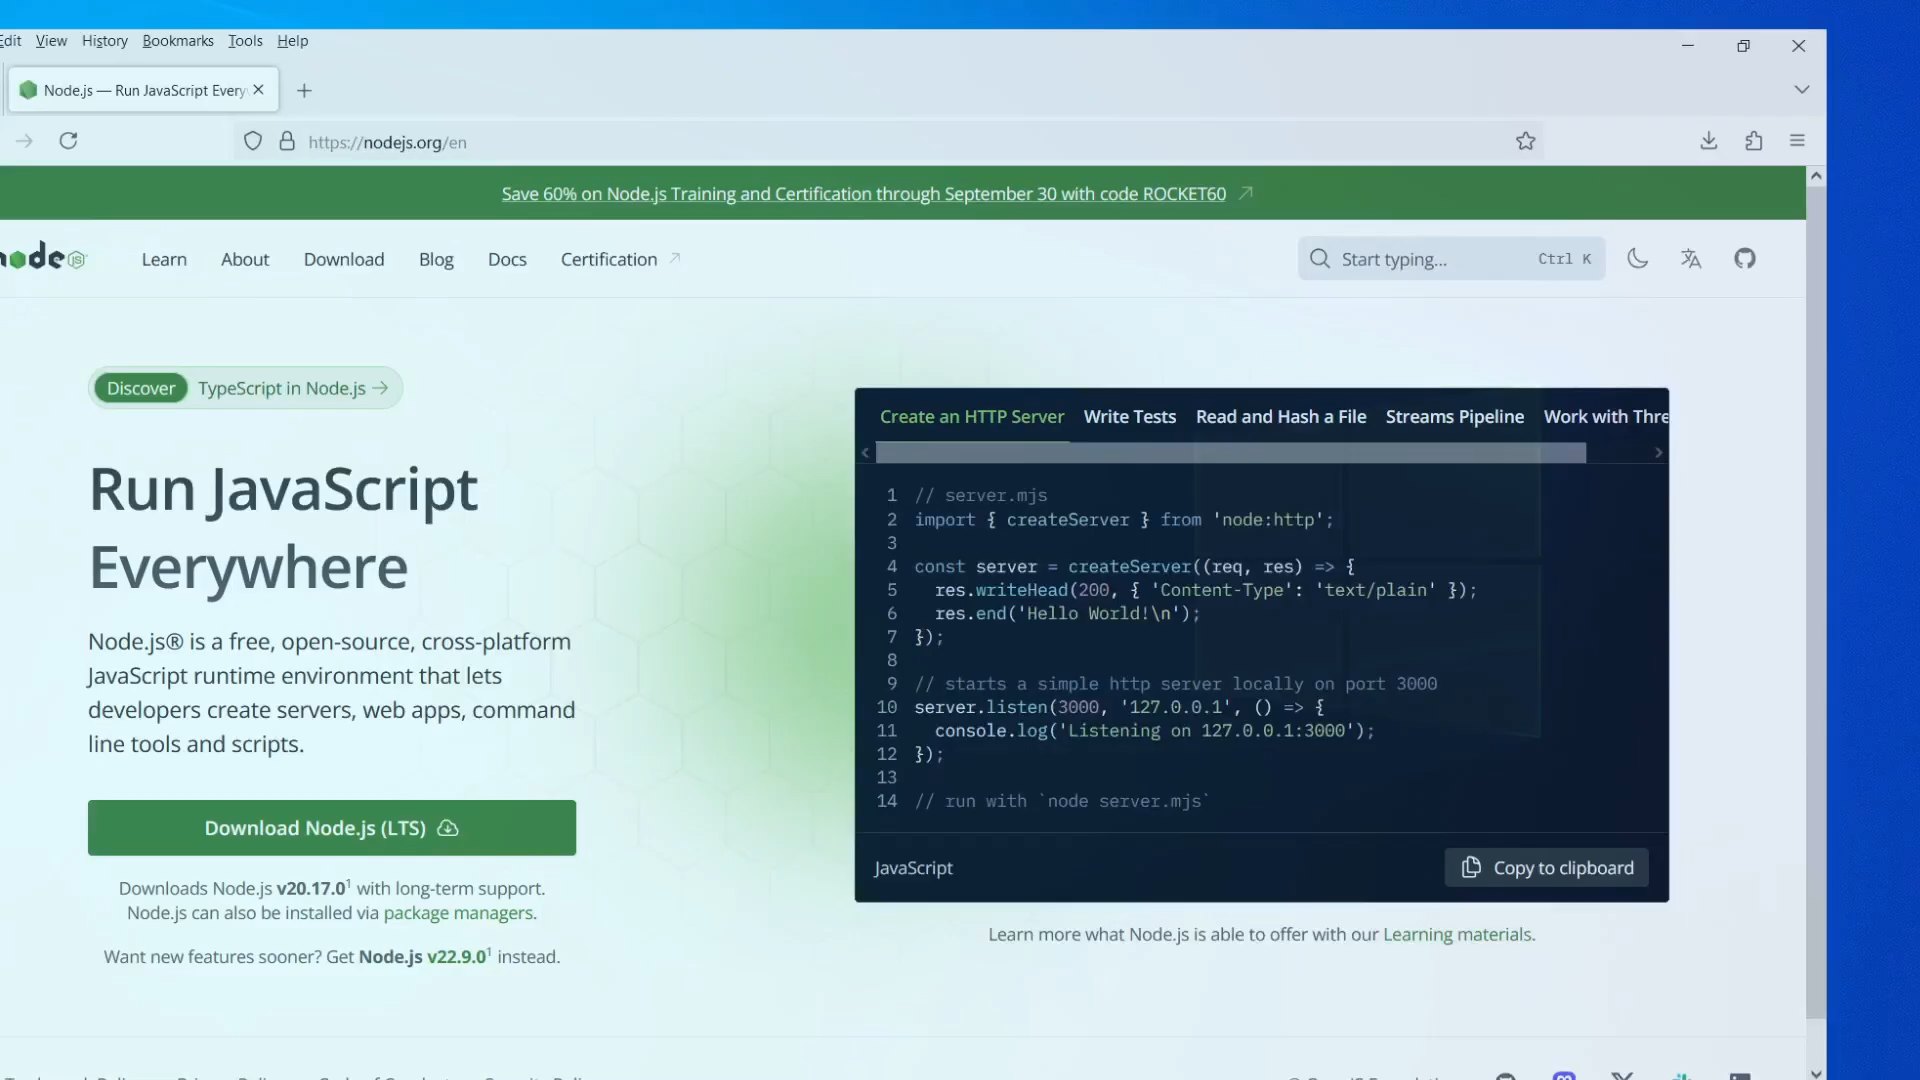 Edit View History Bookmarks Tools Help
Node.js — Run JavaScript Every
https://nodejs.org/en
Save 60% on Node.js Training and Certification through September 30 with code ROCKET60
node JS
Learn About Download Blog Docs Certification
Start typing... Ctrl K
Discover TypeScript in Node.js
Run JavaScript
Everywhere
Node.js® is a free, open-source, cross-platform
JavaScript runtime environment that lets
developers create servers, web apps, command
line tools and scripts.
Download Node.js (LTS)
Downloads Node.js v20.17.0¹ with long-term support.
Node.js can also be installed via package managers.
Want new features sooner? Get Node.js v22.9.0¹ instead.
Create an HTTP Server Write Tests Read and Hash a File Streams Pipeline Work with Thre
1 // server.mjs
2 import { createServer } from 'node:http';
3
4 const server = createServer((req, res) => {
5 res.writeHead(200, { 'Content-Type': 'text/plain' });
6 res.end('Hello World!\n');
7 });
8
9 // starts a simple http server locally on port 3000
10 server.listen(3000, '127.0.0.1', () => {
11 console.log('Listening on 127.0.0.1:3000');
12 });
13
14 // run with `node server.mjs`
JavaScript
Copy to clipboard
Learn more what Node.js is able to offer with our Learning materials.